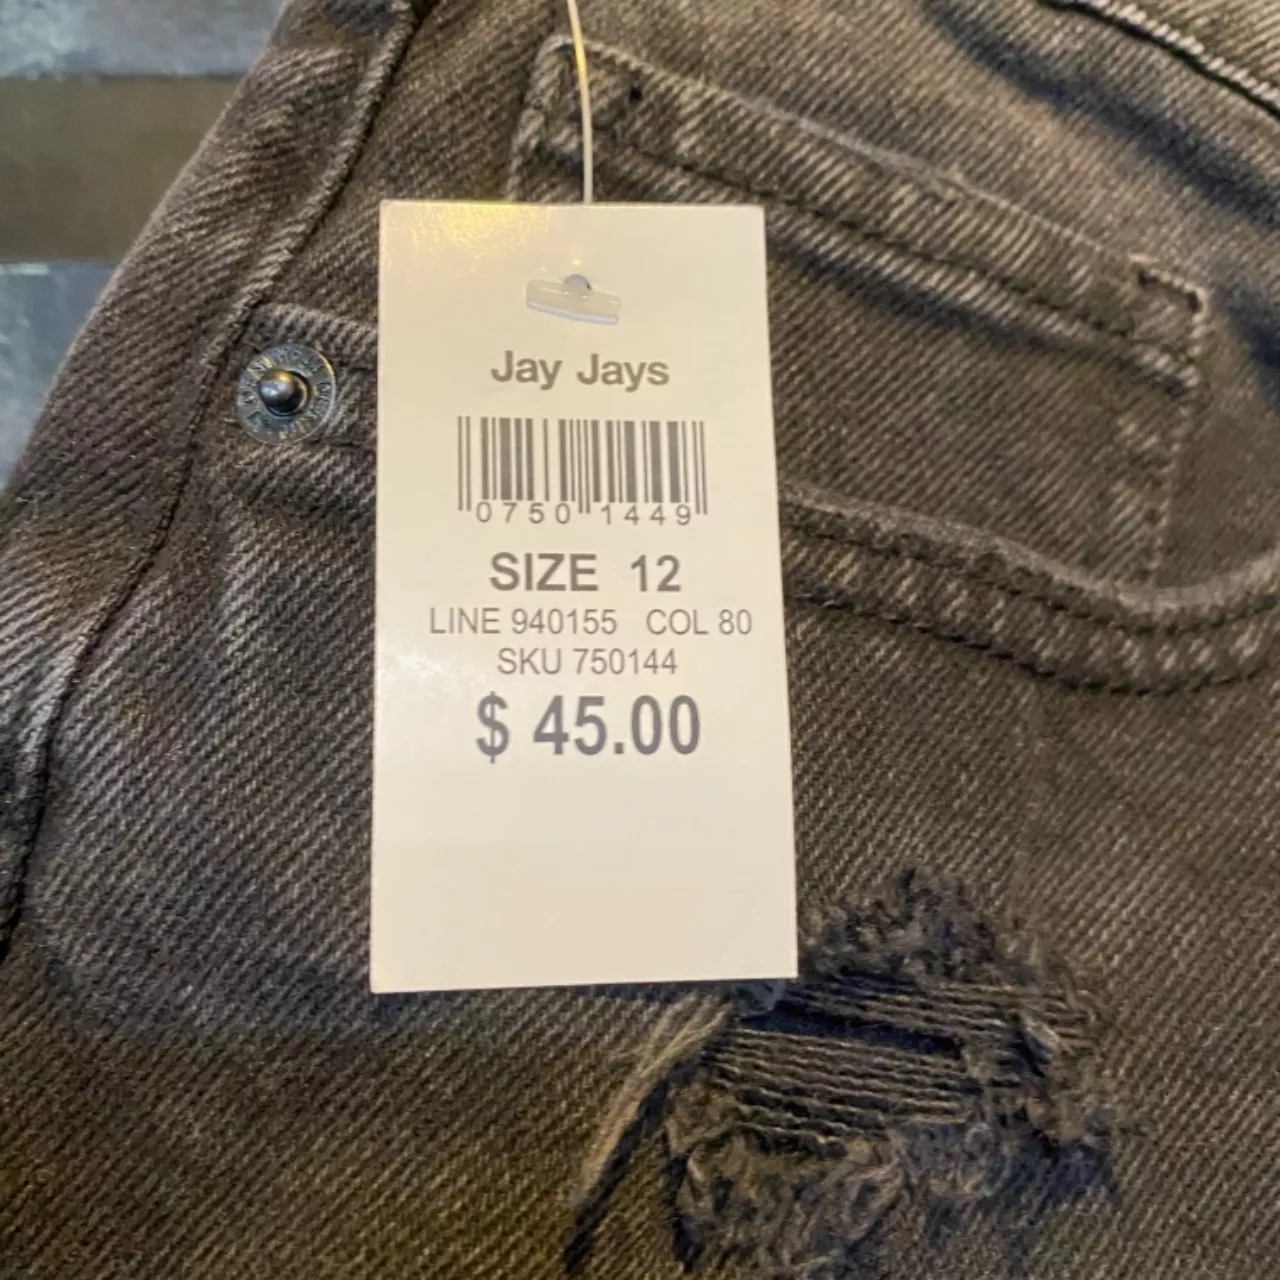 Jay Jays
0750 1449
SIZE 12
LINE 940155 COL 80
SKU 750144
$ 45.00